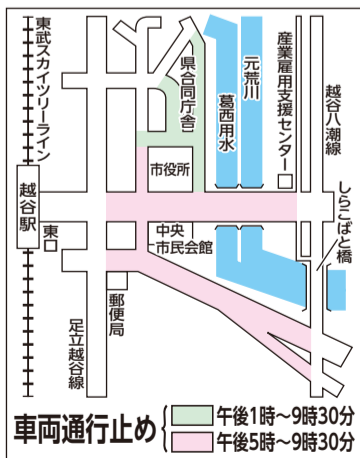 東武スカイツリーライン
県合同庁舎
葛西用水
元荒川
産業雇用支援センター
越谷八潮線
市役所
越谷駅
しらこばと橋
東口
中央
市民会館
郵便局
足立越谷線
車両通行止め
午後1時～9時30分
午後5時～9時30分